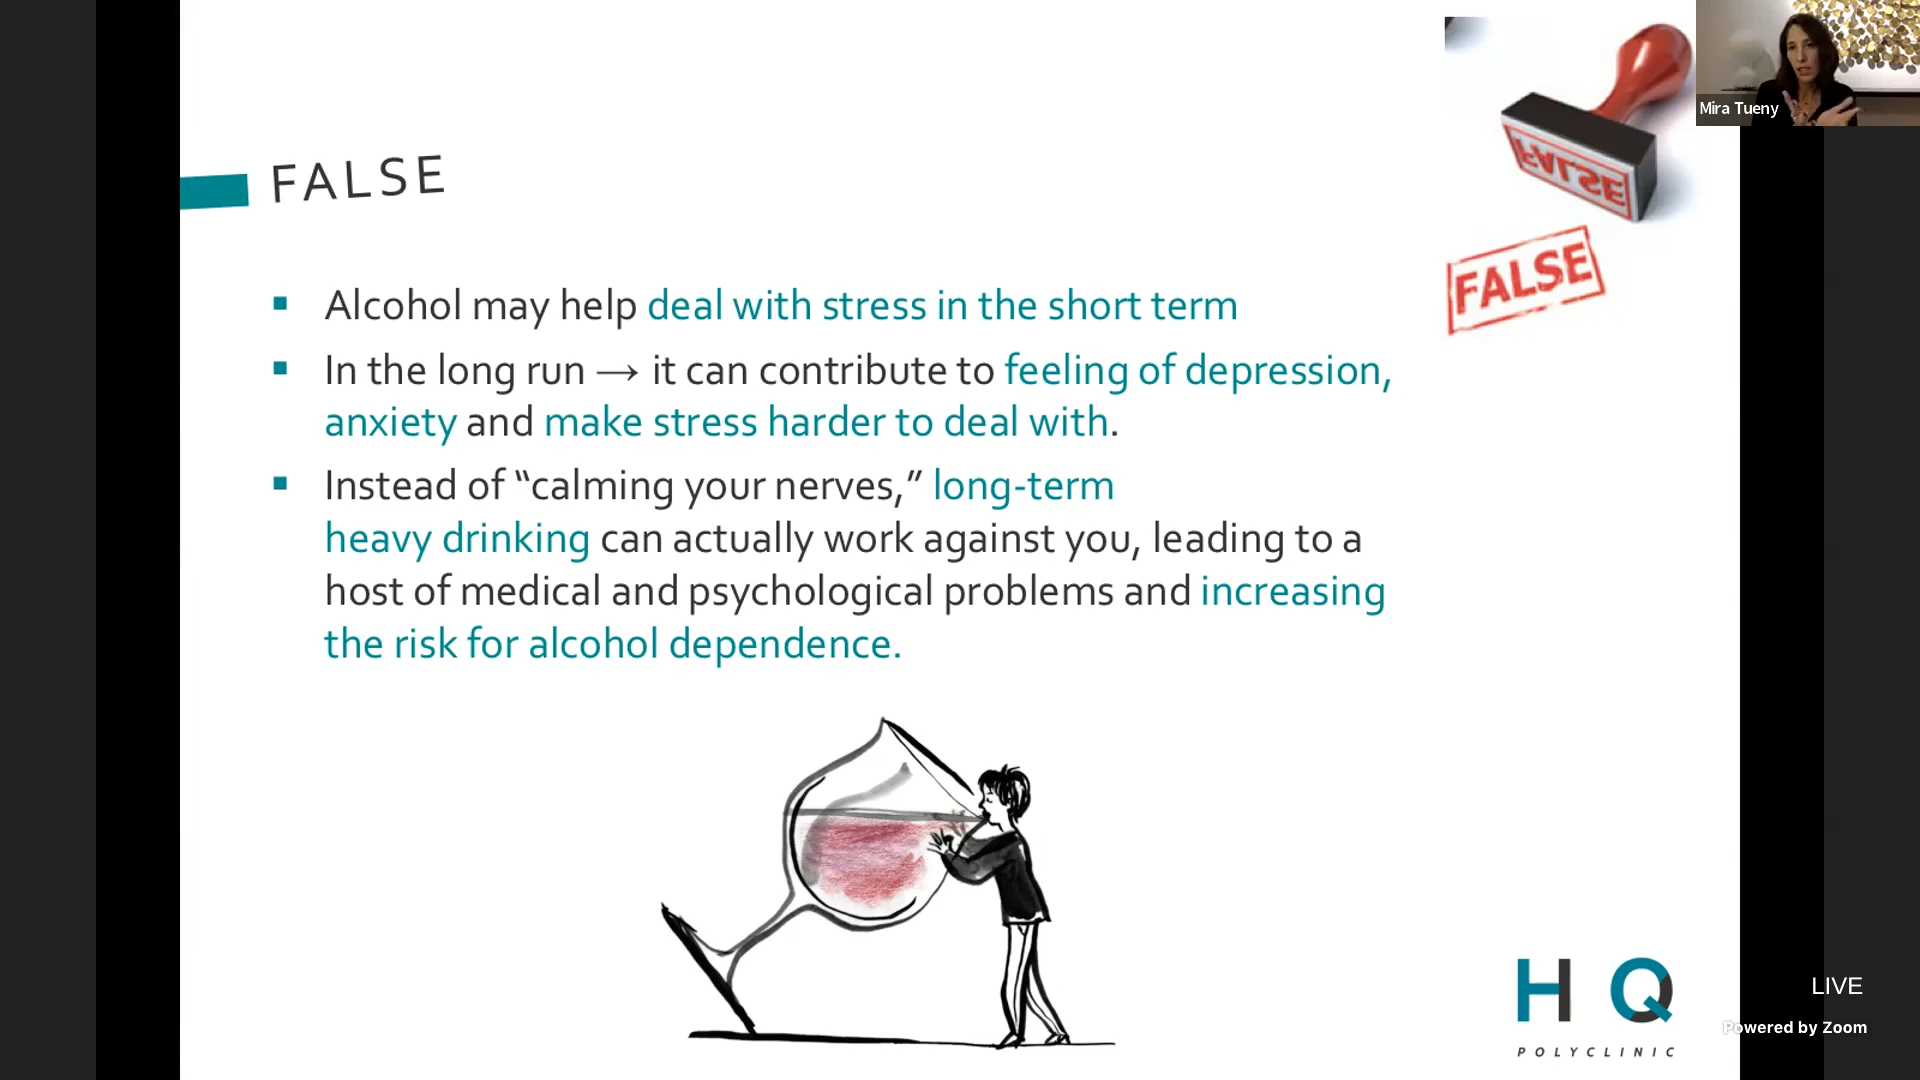 Mira Tueny
FALSE
FALSE
FALSE
▪ Alcohol may help deal with stress in the short term
▪ In the long run → it can contribute to feeling of depression,
anxiety and make stress harder to deal with.
▪ Instead of “calming your nerves,” long-term
heavy drinking can actually work against you, leading to a
host of medical and psychological problems and increasing
the risk for alcohol dependence.
H Q
POLYCLINIC
LIVE
Powered by Zoom